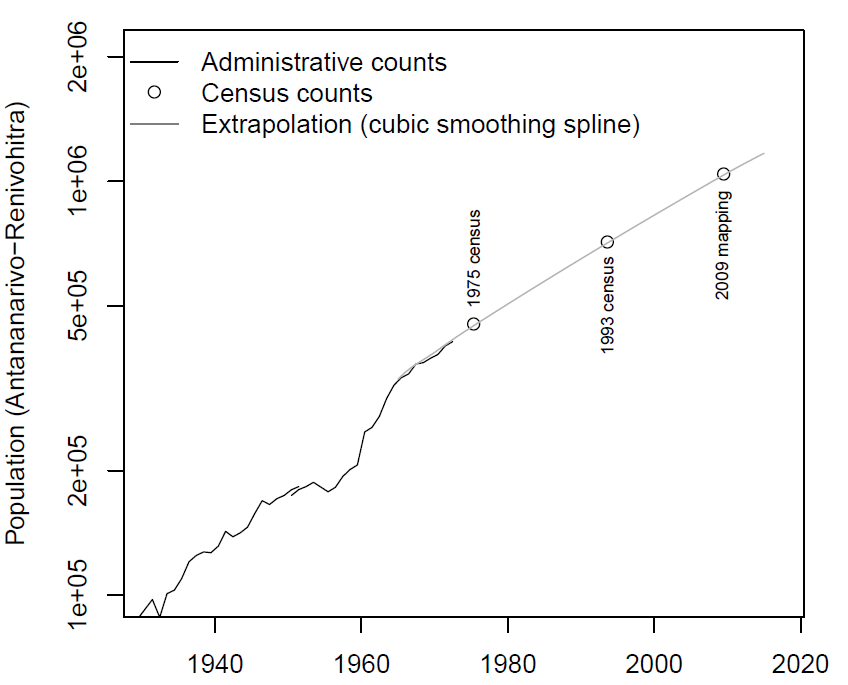 Population (Antananarivo−Renivohitra)
2e+06
1e+06
5e+05
2e+05
1e+05
Administrative counts
Census counts
Extrapolation (cubic smoothing spline)
1975 census
1993 census
2009 mapping
1940
1960
1980
2000
2020